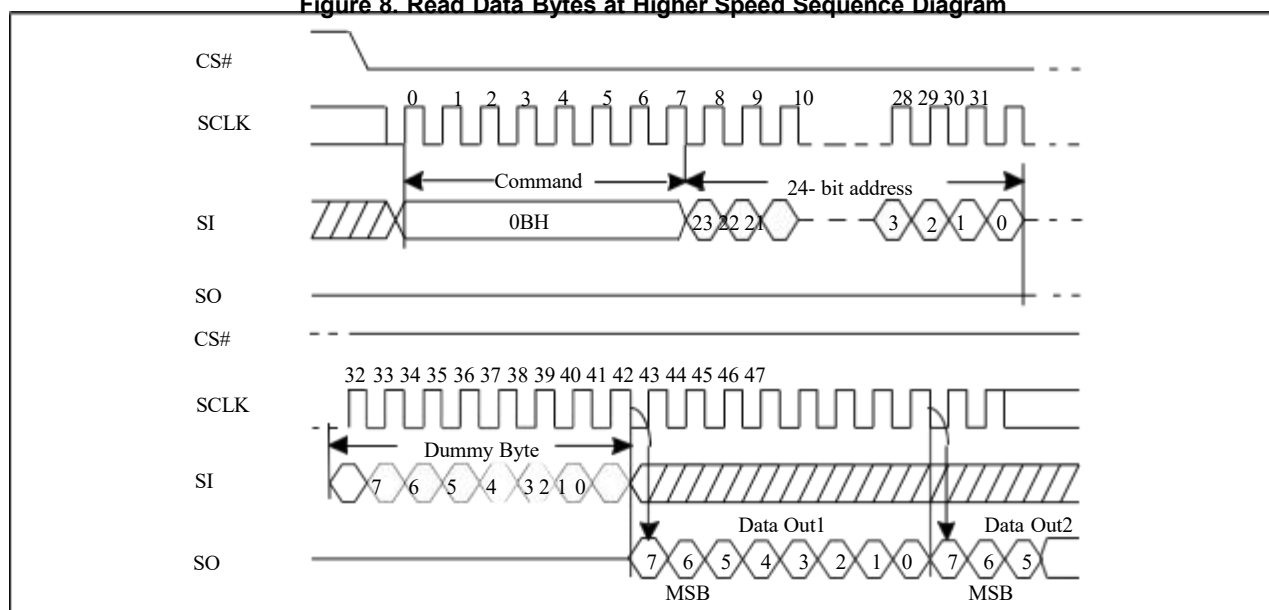 Figure 8. Read Data Bytes at Higher Speed Sequence Diagram
CS#
0 1 2 3 4 5 6 7 8 9 10 28 29 30 31
SCLK
Command 24- bit address
SI 0BH 23 22 21 3 2 1 0
SO
CS#
32 33 34 35 36 37 38 39 40 41 42 43 44 45 46 47
SCLK
Dummy Byte
SI 7 6 5 4 3 2 1 0
Data Out1 Data Out2
SO 7 6 5 4 3 2 1 0 7 6 5
MSB MSB